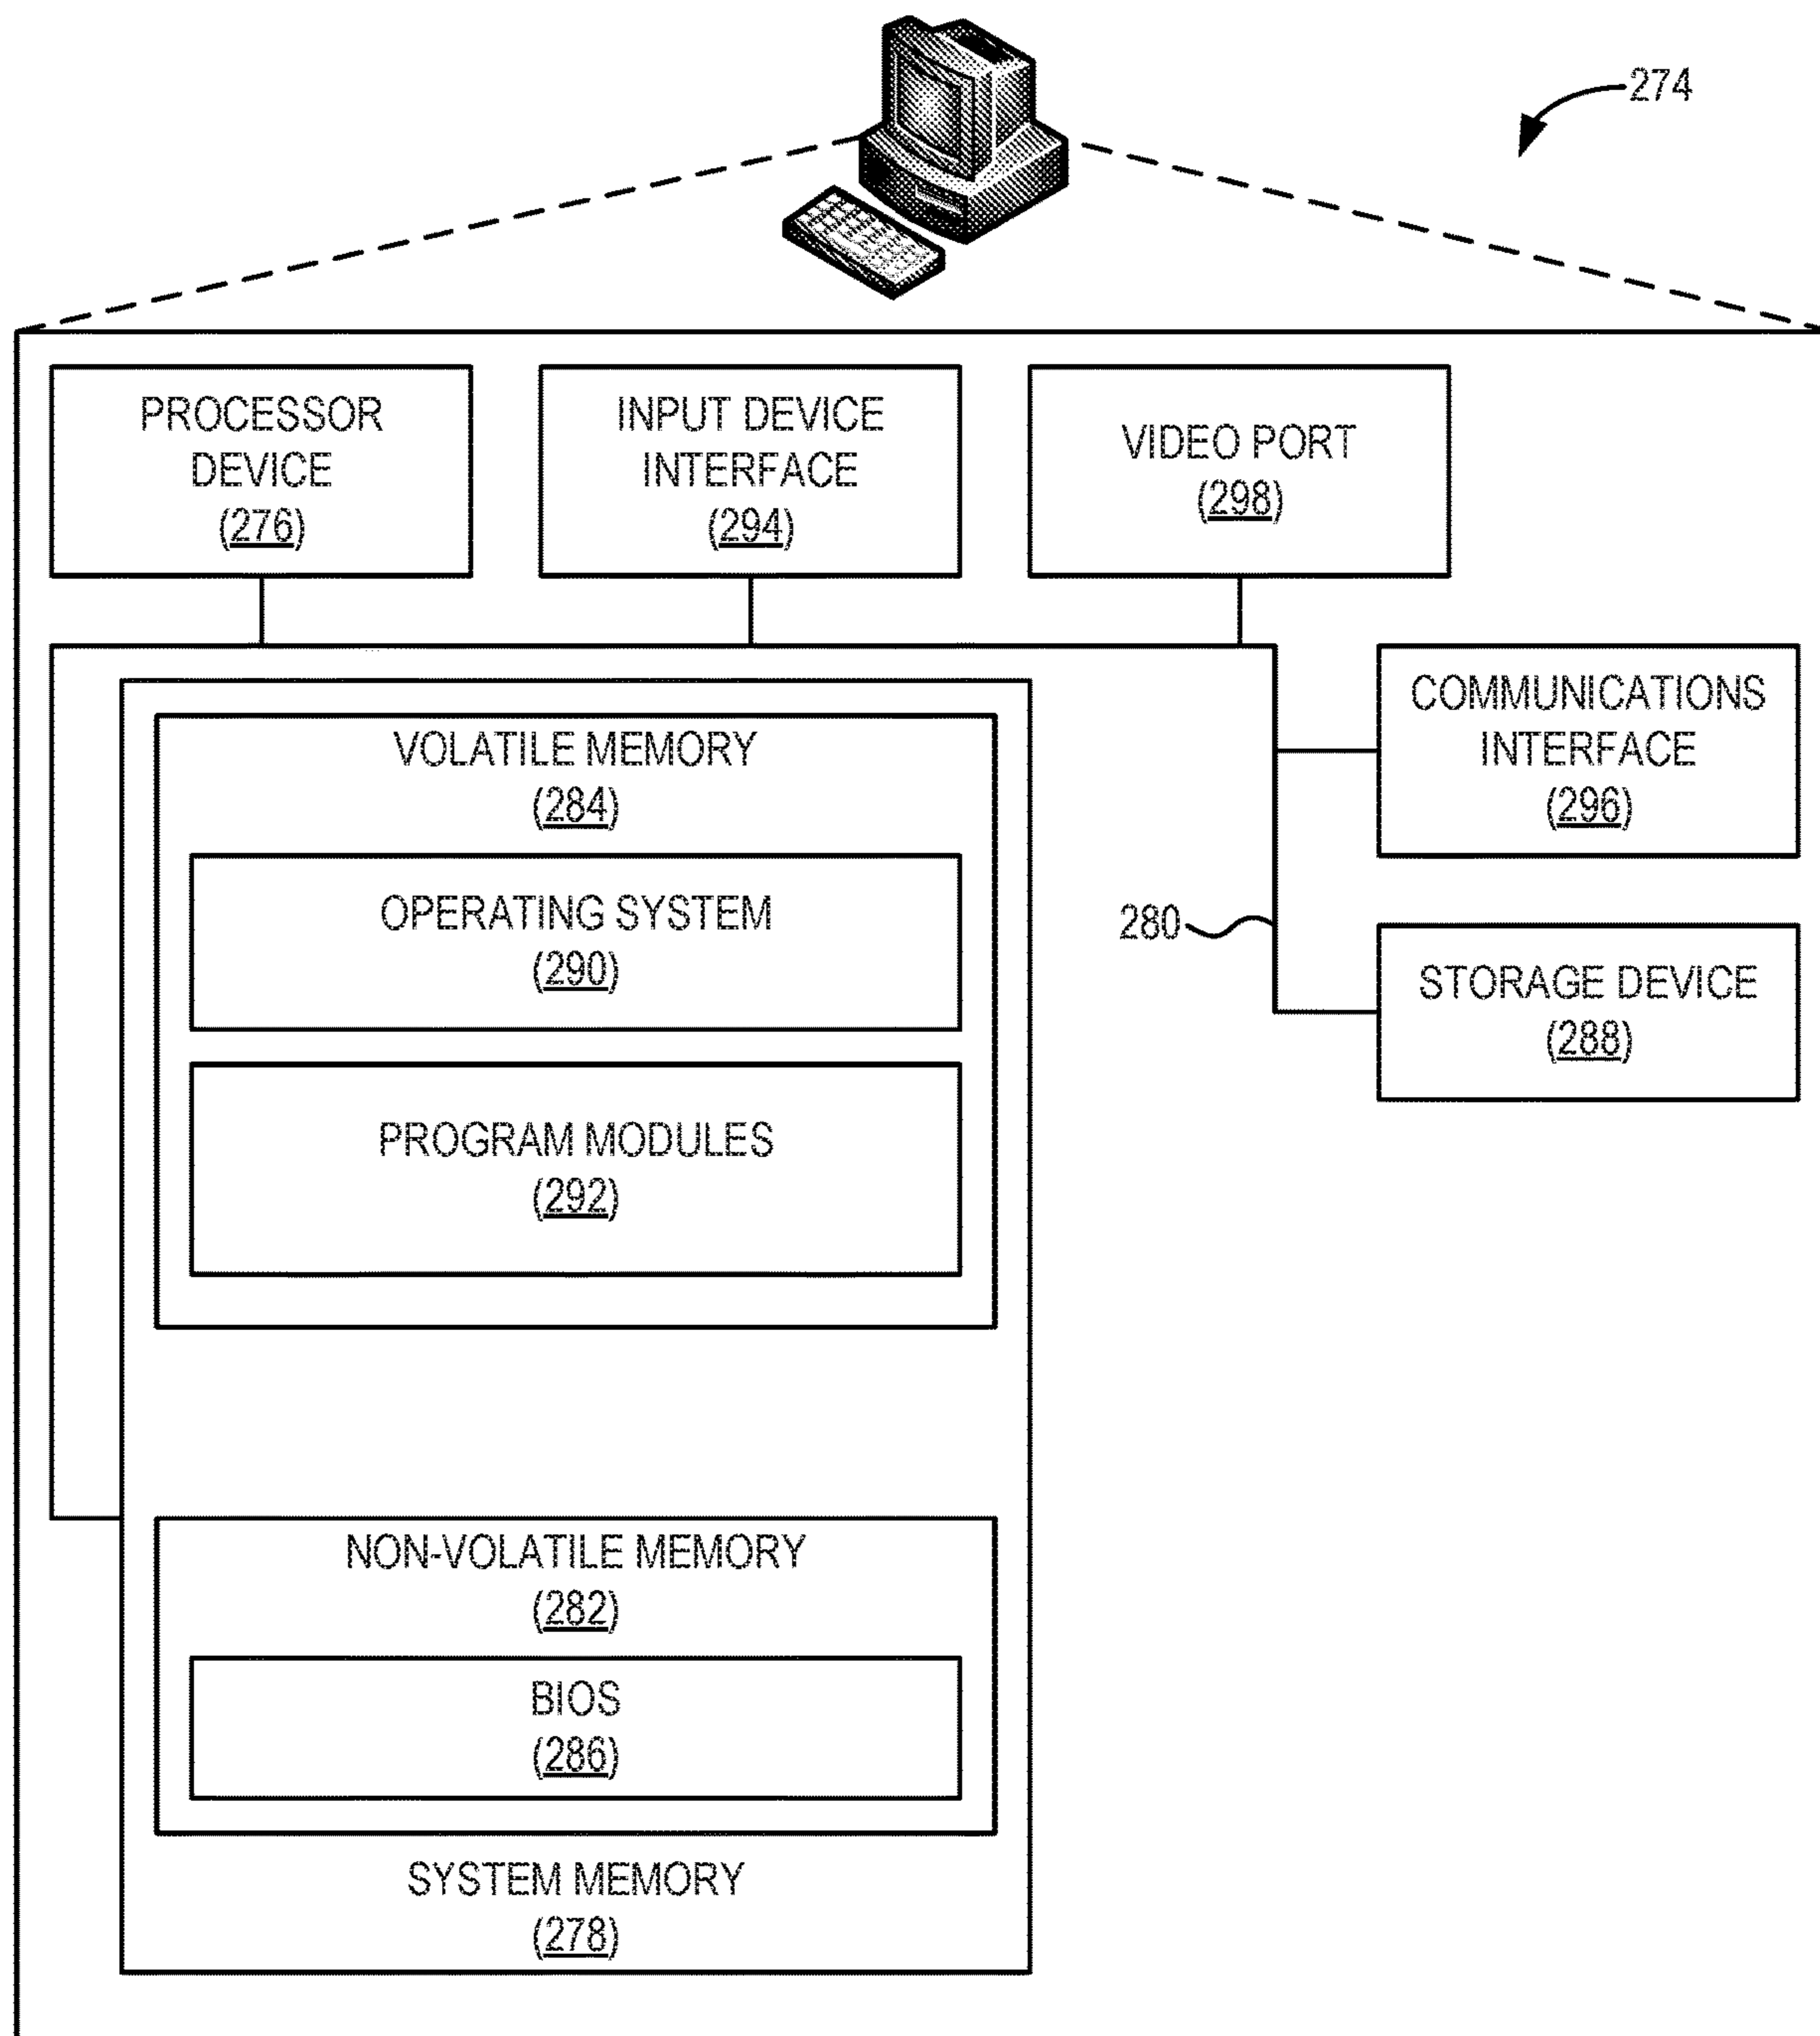 274
PROCESSOR
DEVICE
(276)
INPUT DEVICE
INTERFACE
(294)
VIDEO PORT
(298)
COMMUNICATIONS
INTERFACE
(296)
VOLATILE MEMORY
(284)
OPERATING SYSTEM
(290)
280
STORAGE DEVICE
(288)
PROGRAM MODULES
(292)
NON-VOLATILE MEMORY
(282)
BIOS
(286)
SYSTEM MEMORY
(278)